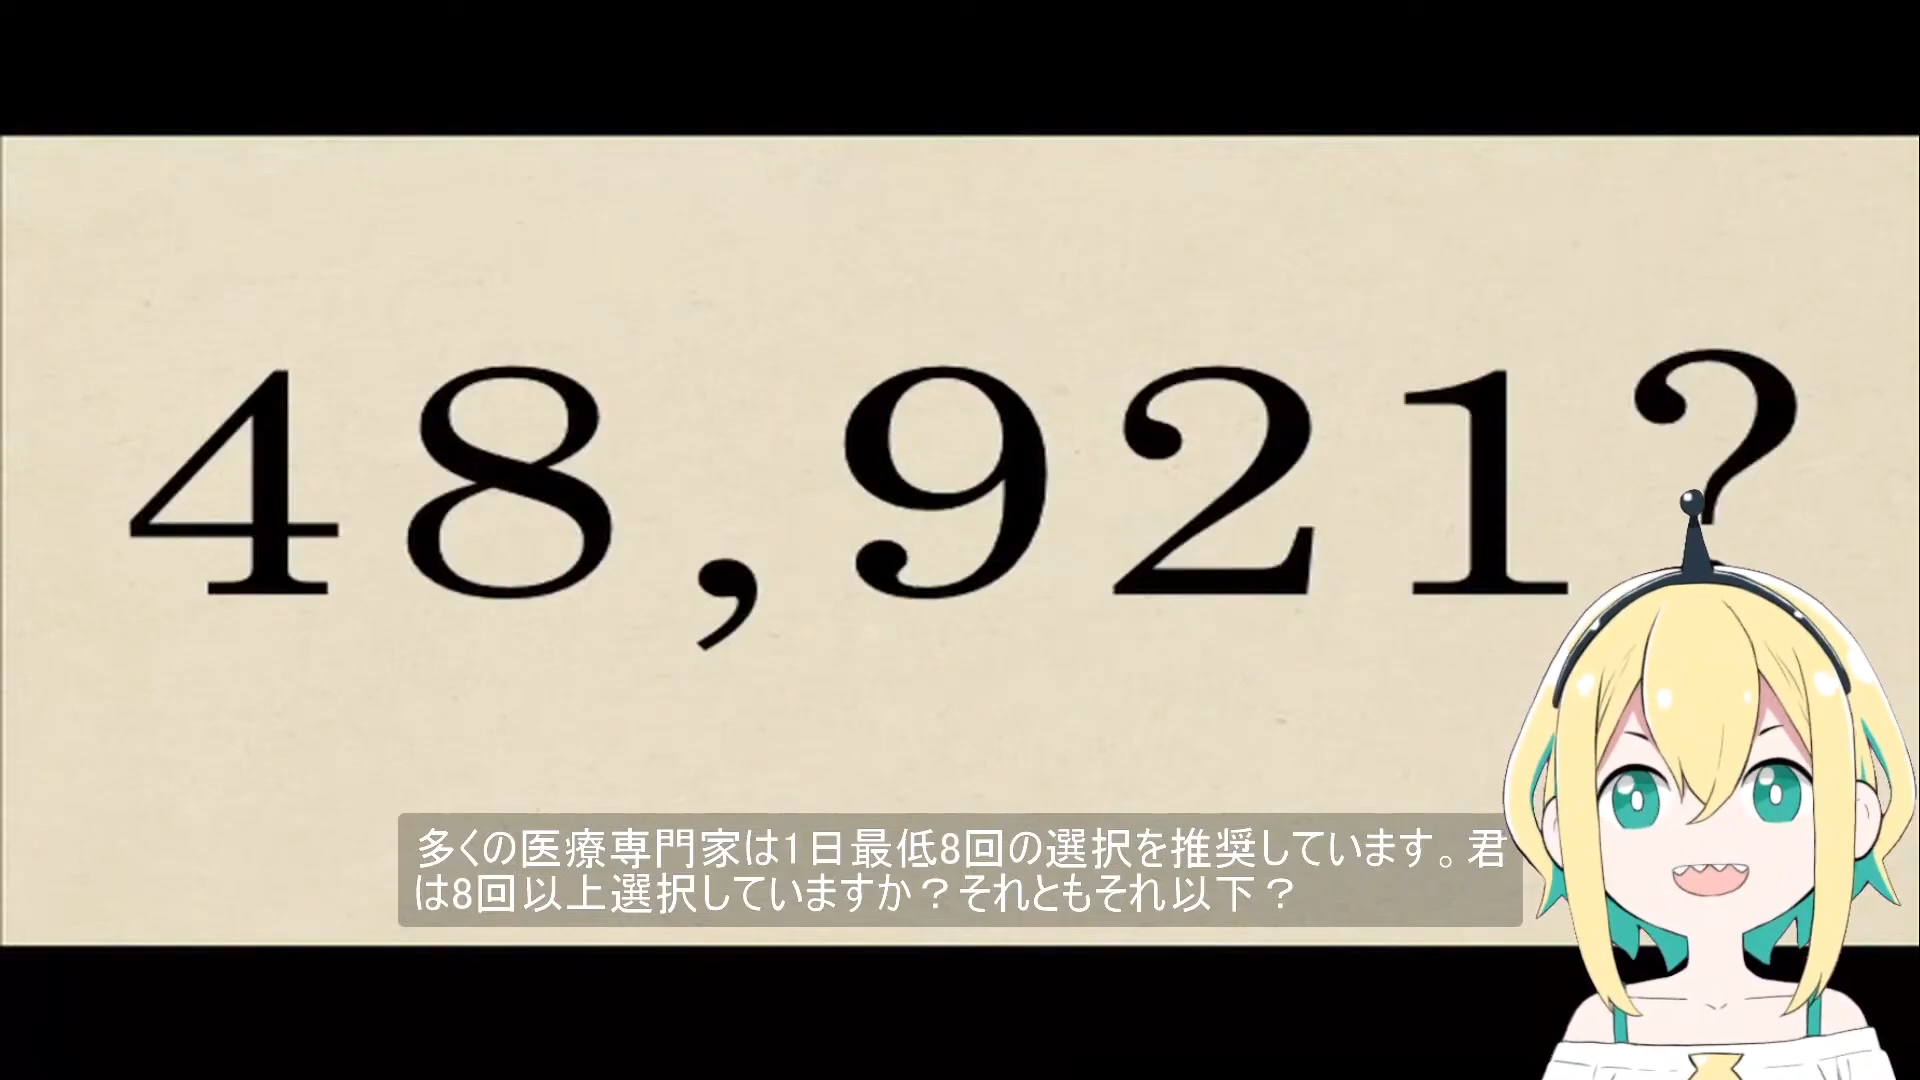 48,921?
多くの医療専門家は1日最低8回の選択を推奨しています。君
は8回以上選択していますか？それともそれ以下？